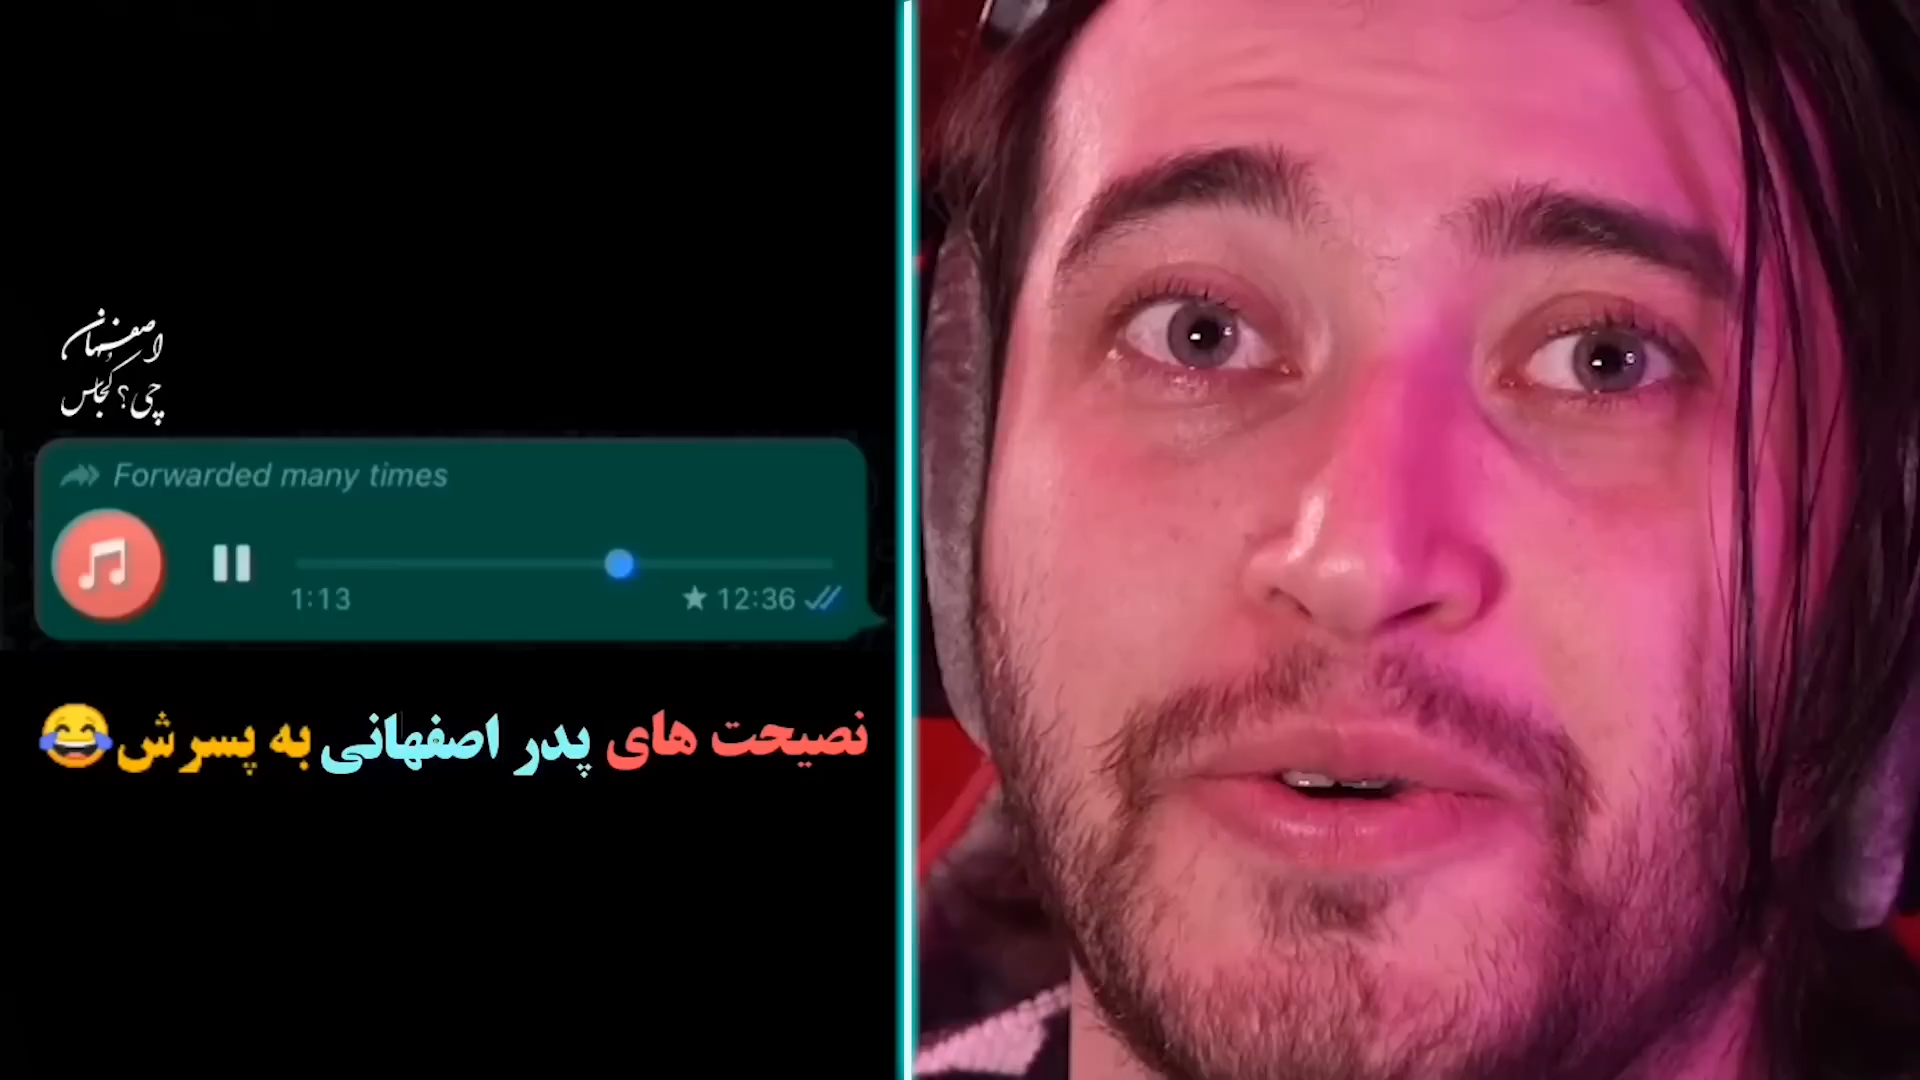 اصفهان
چی؟ کجاس
Forwarded many times
1:13
12:36
نصیحت های پدر اصفهانی به پسرش😂